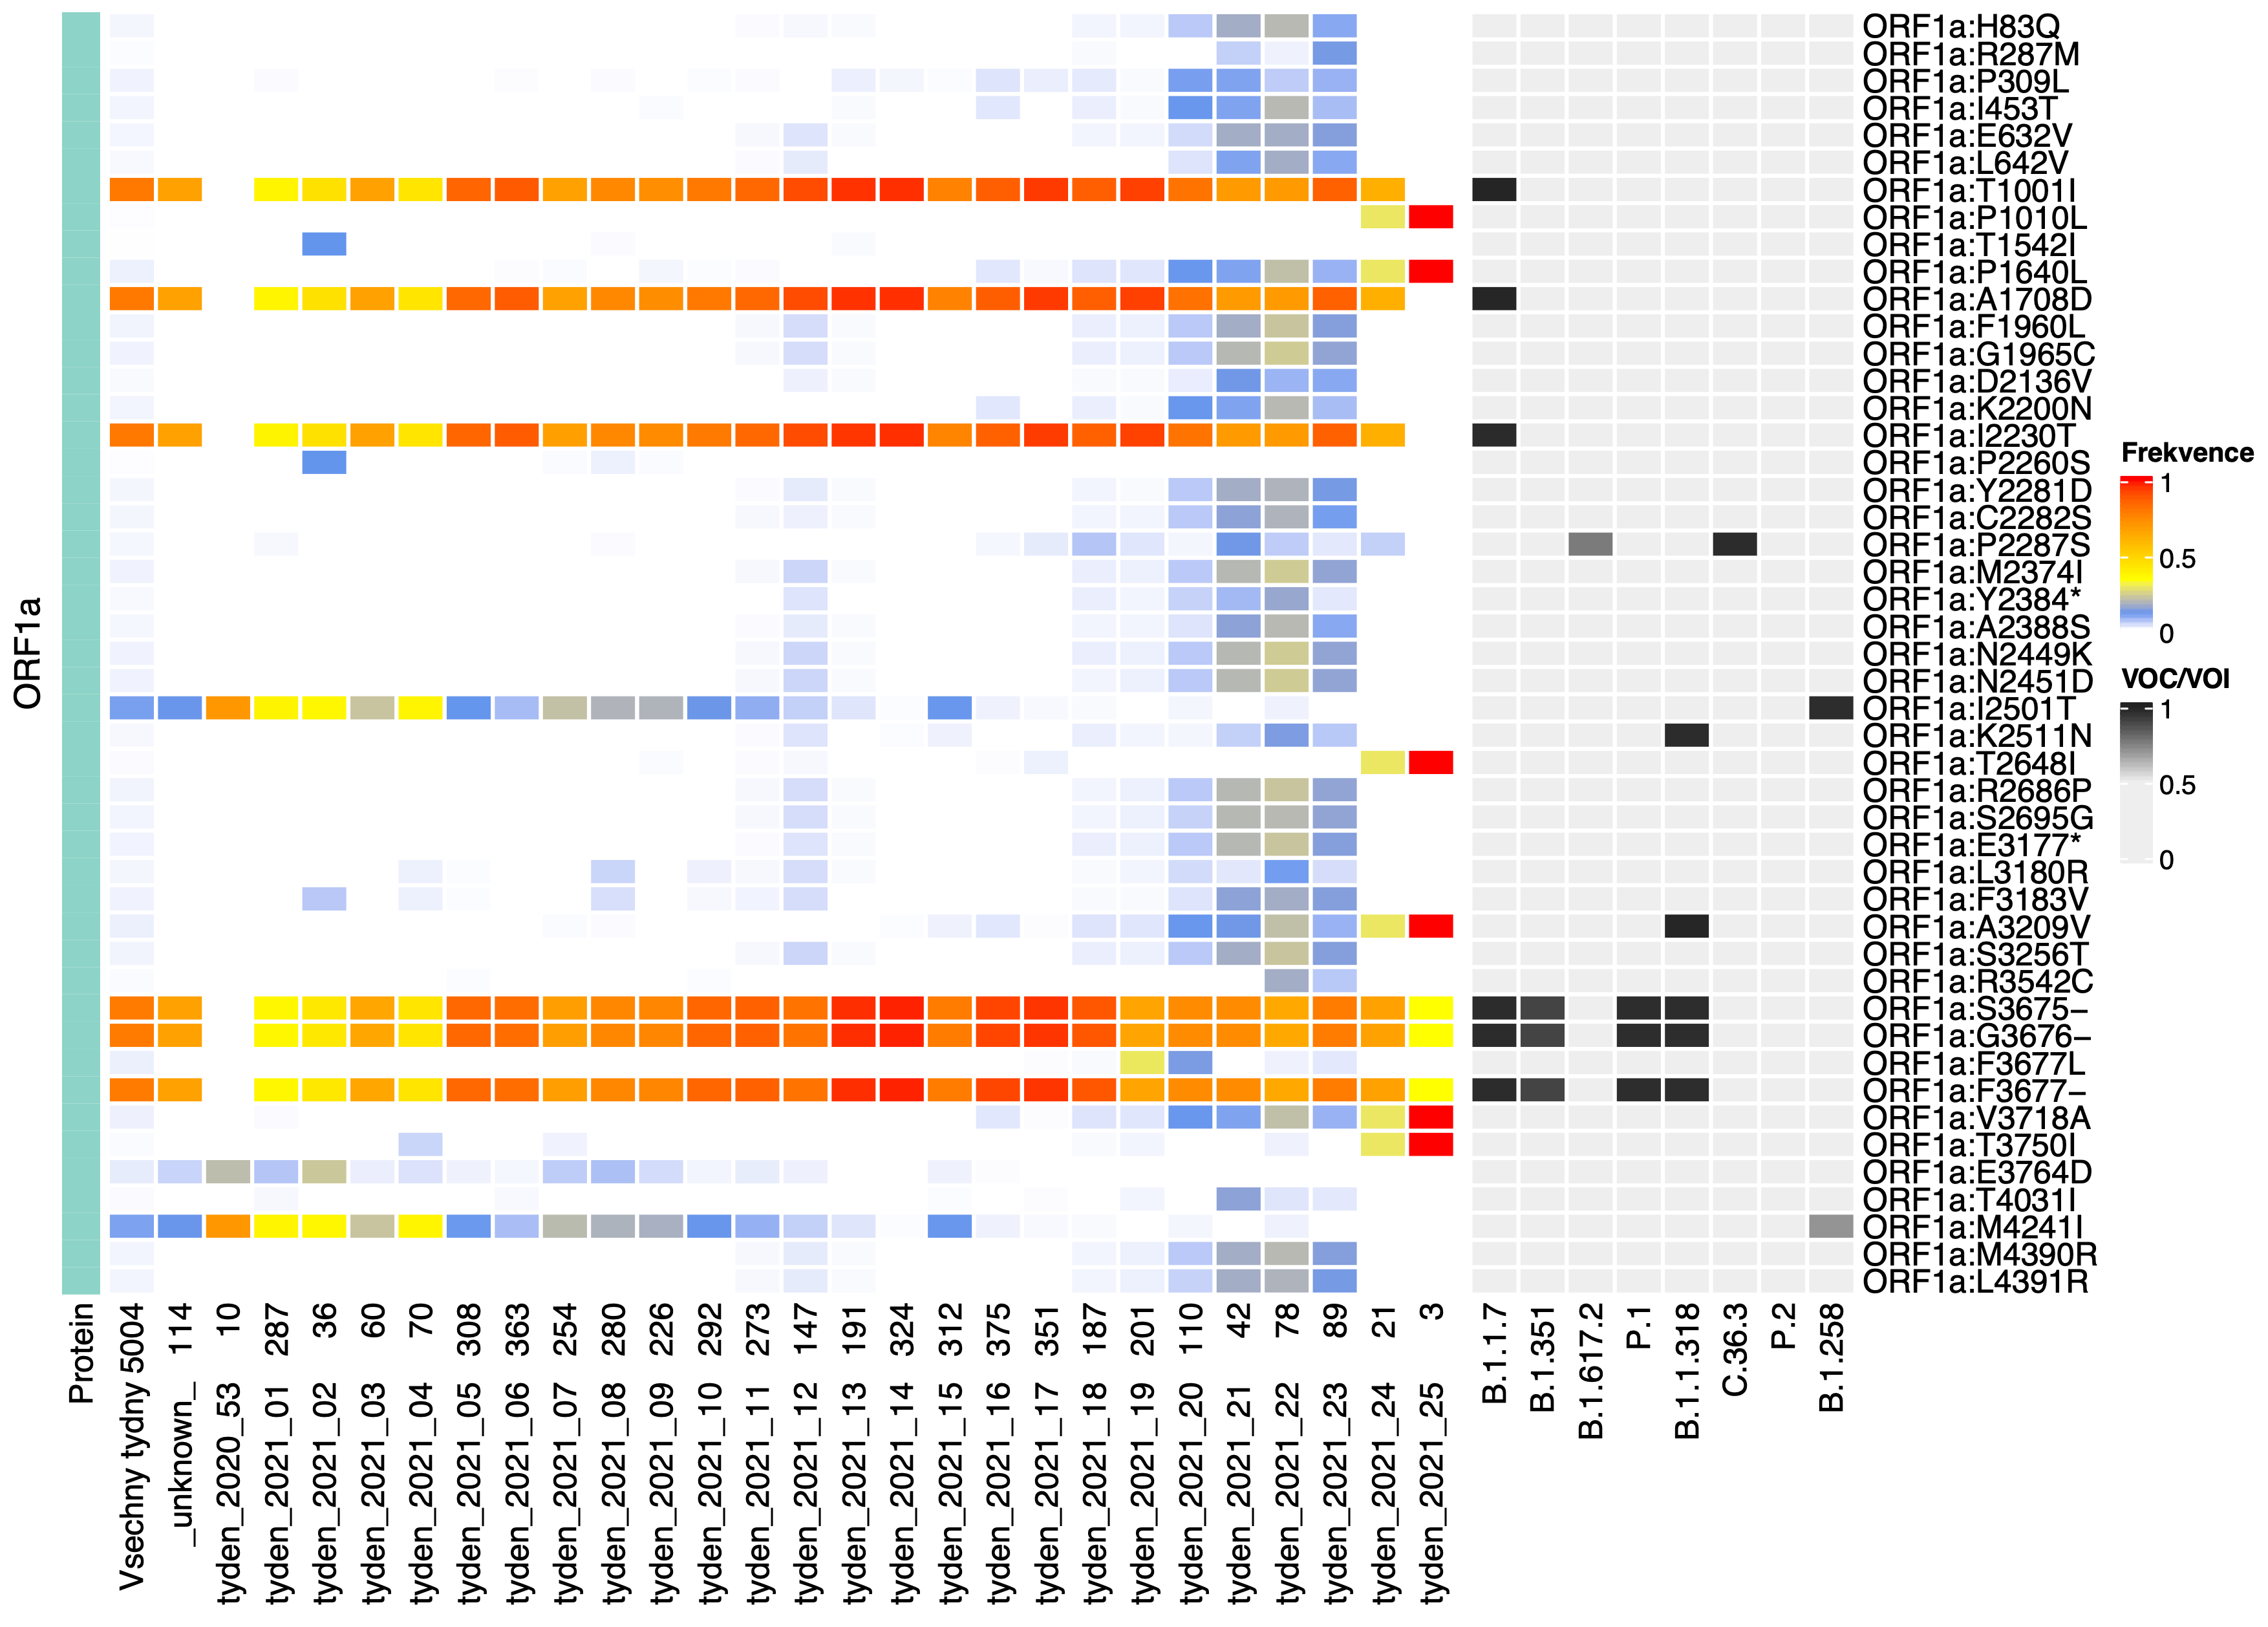 ORF1a
ORF1a:H83Q
ORF1a:R287M
ORF1a:P309L
ORF1a:I453T
ORF1a:E632V
ORF1a:L642V
ORF1a:T1001I
ORF1a:P1010L
ORF1a:T1542I
ORF1a:P1640L
ORF1a:A1708D
ORF1a:F1960L
ORF1a:G1965C
ORF1a:D2136V
ORF1a:K2200N
ORF1a:I2230T
ORF1a:P2260S
ORF1a:Y2281D
ORF1a:C2282S
ORF1a:P2287S
ORF1a:M2374I
ORF1a:Y2384*
ORF1a:A2388S
ORF1a:N2449K
ORF1a:N2451D
ORF1a:I2501T
ORF1a:K2511N
ORF1a:T2648I
ORF1a:R2686P
ORF1a:S2695G
ORF1a:E3177*
ORF1a:L3180R
ORF1a:F3183V
ORF1a:A3209V
ORF1a:S3256T
ORF1a:R3542C
ORF1a:S3675−
ORF1a:G3676−
ORF1a:F3677L
ORF1a:F3677−
ORF1a:V3718A
ORF1a:T3750I
ORF1a:E3764D
ORF1a:T4031I
ORF1a:M4241I
ORF1a:M4390R
ORF1a:L4391R
Frekvence
1
0.5
0
VOC/VOI
1
0.5
0
Protein
Vsechny tydny 5004
_unknown_ 114
tyden_2020_53 10
tyden_2021_01 287
tyden_2021_02 36
tyden_2021_03 60
tyden_2021_04 70
tyden_2021_05 308
tyden_2021_06 363
tyden_2021_07 254
tyden_2021_08 280
tyden_2021_09 226
tyden_2021_10 292
tyden_2021_11 273
tyden_2021_12 147
tyden_2021_13 191
tyden_2021_14 324
tyden_2021_15 312
tyden_2021_16 375
tyden_2021_17 351
tyden_2021_18 187
tyden_2021_19 201
tyden_2021_20 110
tyden_2021_21 42
tyden_2021_22 78
tyden_2021_23 89
tyden_2021_24 21
tyden_2021_25 3
B.1.1.7
B.1.351
B.1.617.2
P.1
B.1.1.318
C.36.3
P.2
B.1.258